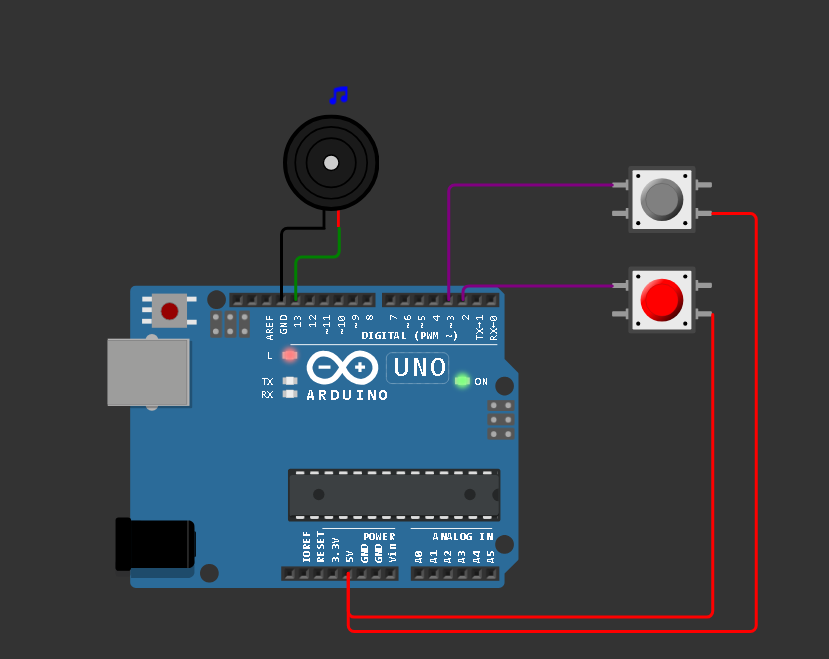 AREF
GND
13
12
~11
~10
~9
8
7
~6
~5
4
~3
2
TX→1
RX←0
DIGITAL (PWM ~)
L
TX
RX
UNO
ON
ARDUINO
POWER
ANALOG IN
IOREF
RESET
3.3V
5V
GND
GND
Vin
A0
A1
A2
A3
A4
A5